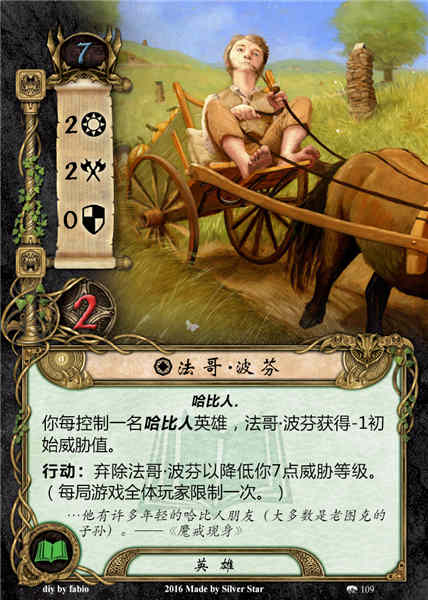 7
2
2
0
2
法哥·波芬
哈比人.
你每控制一名哈比人英雄，法哥·波芬获得-1初
始威胁值。
行动：弃除法哥·波芬以降低你7点威胁等级。
（每局游戏全体玩家限制一次。）
…他有许多年轻的哈比人朋友（大多数是老图克的
子孙）。——《魔戒现身》
英 雄
diy by fabio 2016 Made by Silver Star 109